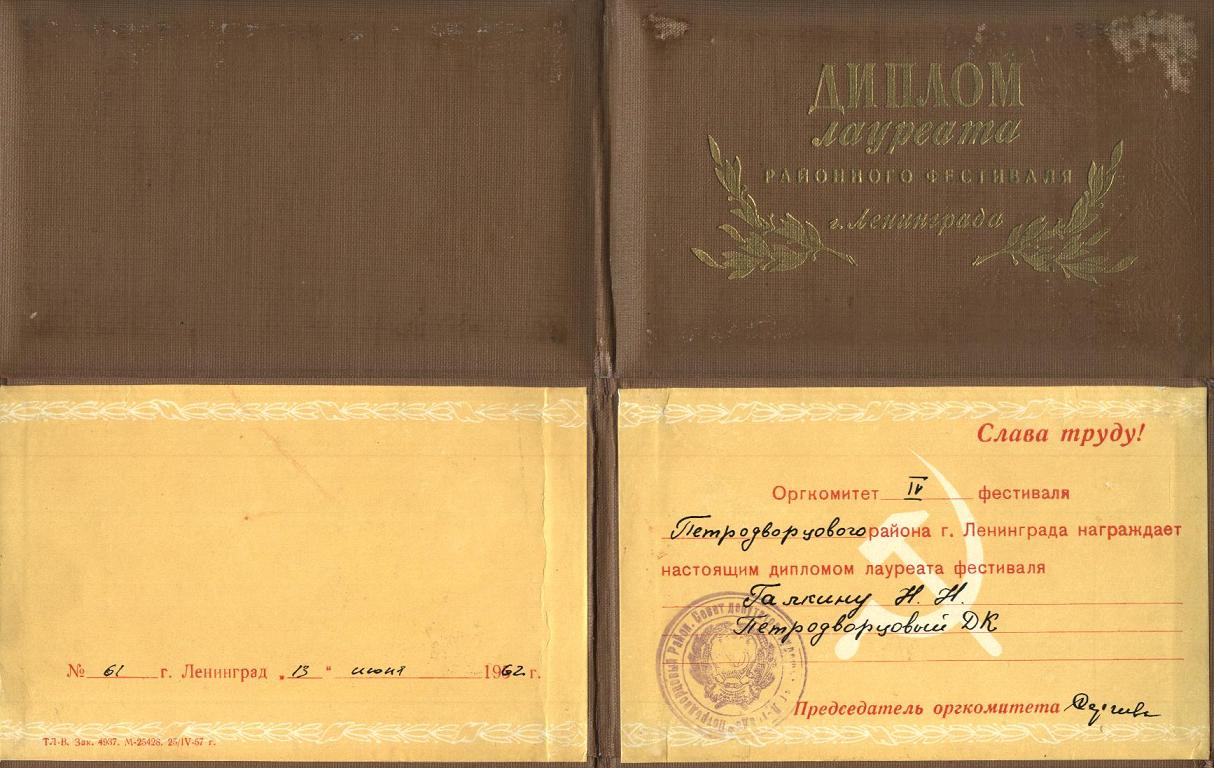 ДИПЛОМ
лауреата
РАЙОННОГО ФЕСТИВАЛЯ
г. Ленинграда
№ 61 г. Ленинград „13“ июня 1962 г.
ТЛ-В. Зак. 4937. М-25428. 25/IV-57 г.
Слава труду!
Оргкомитет IV фестиваля
Петродворцового района г. Ленинграда награждает
настоящим дипломом лауреата фестиваля
Галкину Н. Н.
Петродворцовый ДК
Председатель оргкомитета